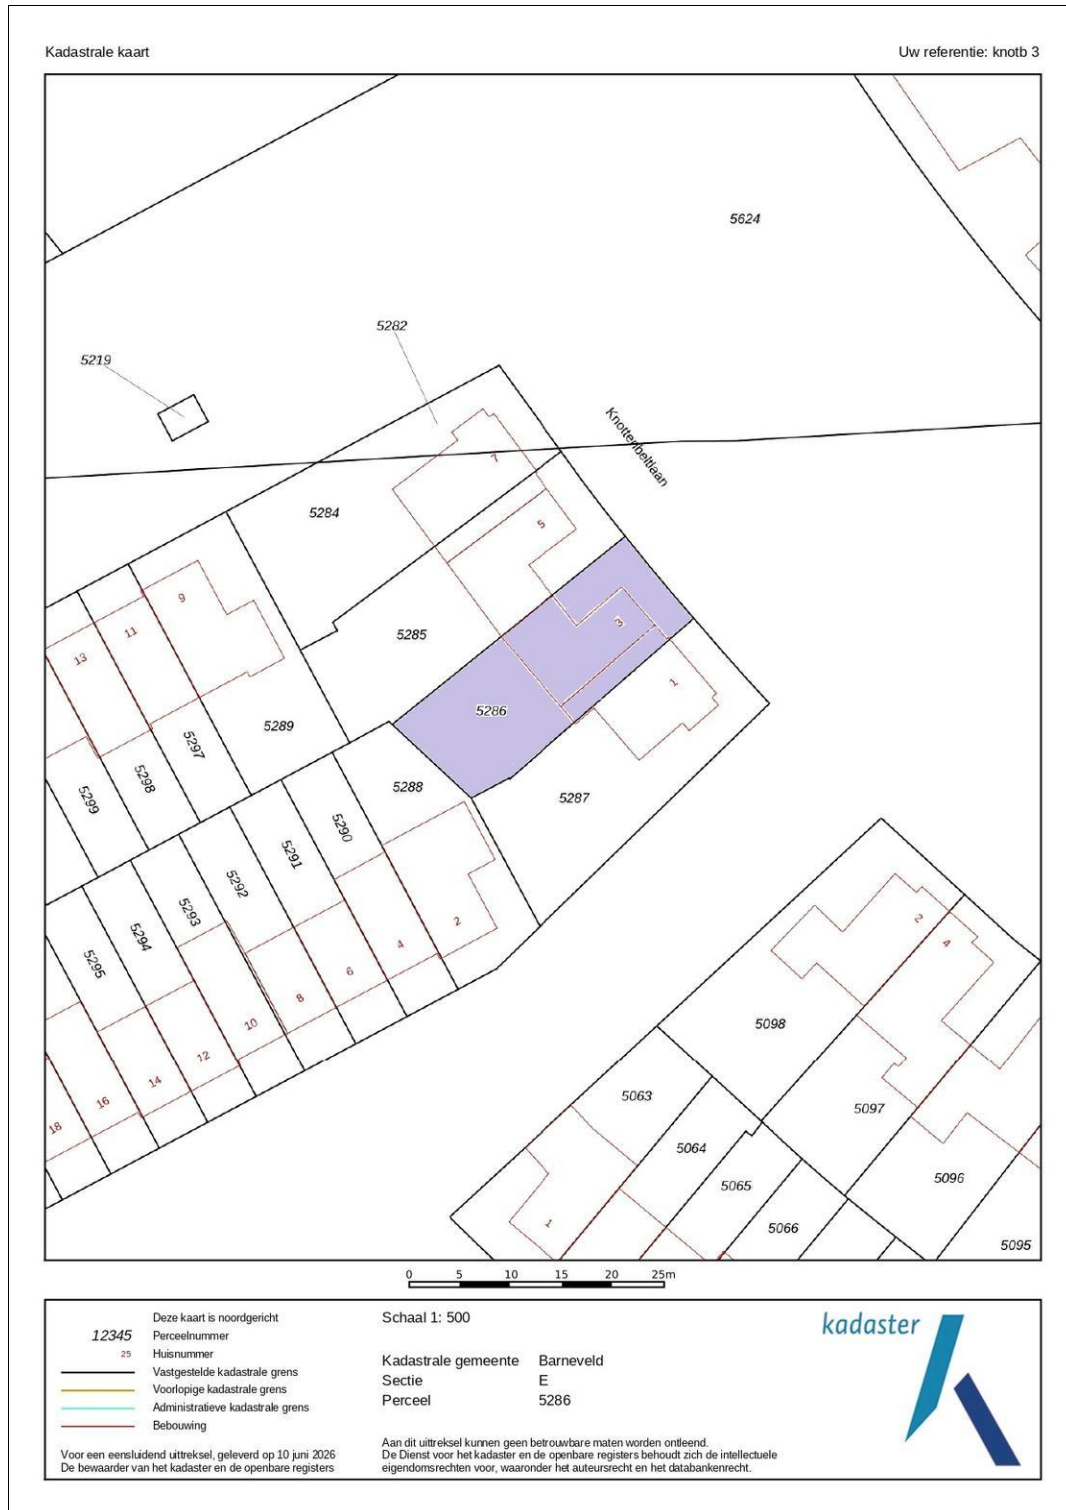 Kadastrale kaart
Uw referentie: knotb 3
5624
5282
5219
Knottenbeltlaan
7
5284
5
9
11
5285
3
13
1
5286
5289
5297
5298
5288
5299
5287
5290
5291
5292
5293
2
2
4
5294
4
5295
6
8
5098
10
12
14
5063
16
5097
18
5064
5096
5065
1
5066
5095
0 5 10 15 20 25m
Deze kaart is noordgericht
12345 Perceelnummer
25 Huisnummer
Vastgestelde kadastrale grens
Voorlopige kadastrale grens
Administratieve kadastrale grens
Bebouwing
Voor een eensluidend uittreksel, geleverd op 10 juni 2026
De bewaarder van het kadaster en de openbare registers
Schaal 1: 500
Kadastrale gemeente Barneveld
Sectie E
Perceel 5286
Aan dit uittreksel kunnen geen betrouwbare maten worden ontleend.
De Dienst voor het kadaster en de openbare registers behoudt zich de intellectuele
eigendomsrechten voor, waaronder het auteursrecht en het databankenrecht.
kadaster